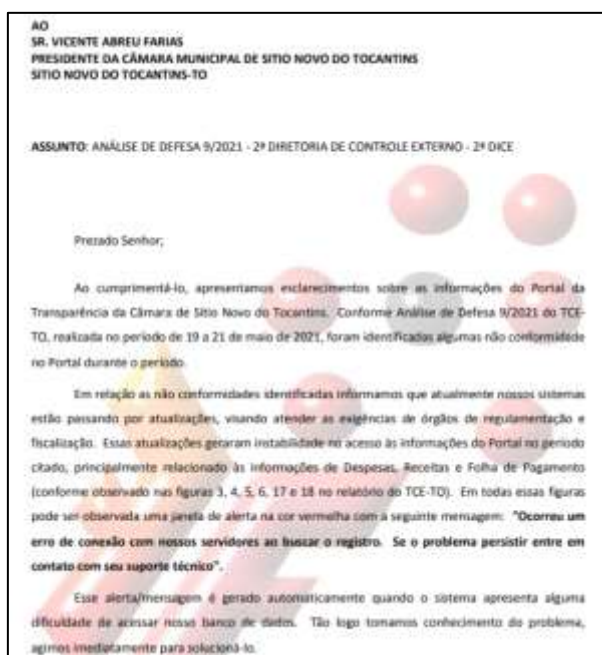 AO
SR. VICENTE ABREU FARIAS
PRESIDENTE DA CÂMARA MUNICIPAL DE SITIO NOVO DO TOCANTINS
SITIO NOVO DO TOCANTINS-TO
ASSUNTO: ANÁLISE DE DEFESA 9/2021 - 2ª DIRETORIA DE CONTROLE EXTERNO - 2ª DICE
Prezado Senhor;
Ao cumprimentá-lo, apresentamos esclarecimentos sobre as informações do Portal da
Transparência da Câmara de Sitio Novo do Tocantins. Conforme Análise de Defesa 9/2021 do TCE-
TO, realizada no período de 19 a 21 de maio de 2021, foram identificadas algumas não conformidade
no Portal durante o período.
Em relação as não conformidades identificadas informamos que atualmente nossos sistemas
estão passando por atualizações, visando atender as exigências de órgãos de regulamentação e
fiscalização. Essas atualizações geraram instabilidade no acesso às informações do Portal no período
citado, principalmente relacionado às informações de Despesas, Receitas e Folha de Pagamento
(conforme observado nas figuras 3, 4, 5, 6, 17 e 18 no relatório do TCE-TO). Em todas essas figuras
pode ser observada uma janela de alerta na cor vermelha com a seguinte mensagem: "Ocorreu um
erro de conexão com nossos servidores ao buscar o registro. Se o problema persistir entre em
contato com seu suporte técnico".
Esse alerta/mensagem é gerado automaticamente quando o sistema apresenta alguma
dificuldade de acessar nosso banco de dados. Tão logo tomamos conhecimento do problema,
agimos imediatamente para solucioná-lo.